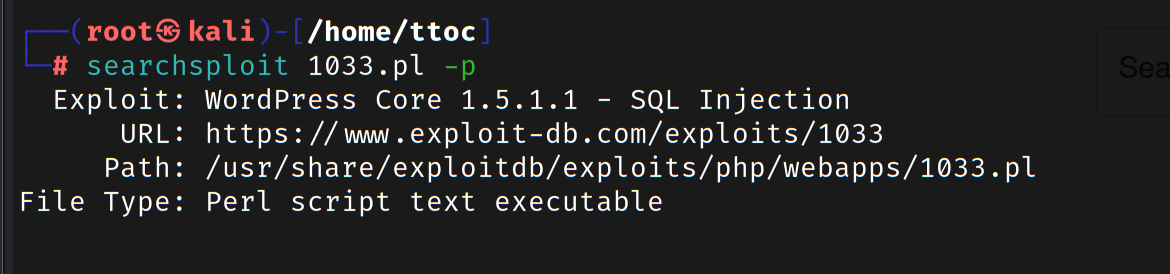 (root㉿kali)-[/home/ttoc]
# searchsploit 1033.pl -p
Exploit: WordPress Core 1.5.1.1 - SQL Injection
URL: https://www.exploit-db.com/exploits/1033
Path: /usr/share/exploitdb/exploits/php/webapps/1033.pl
File Type: Perl script text executable
Sea